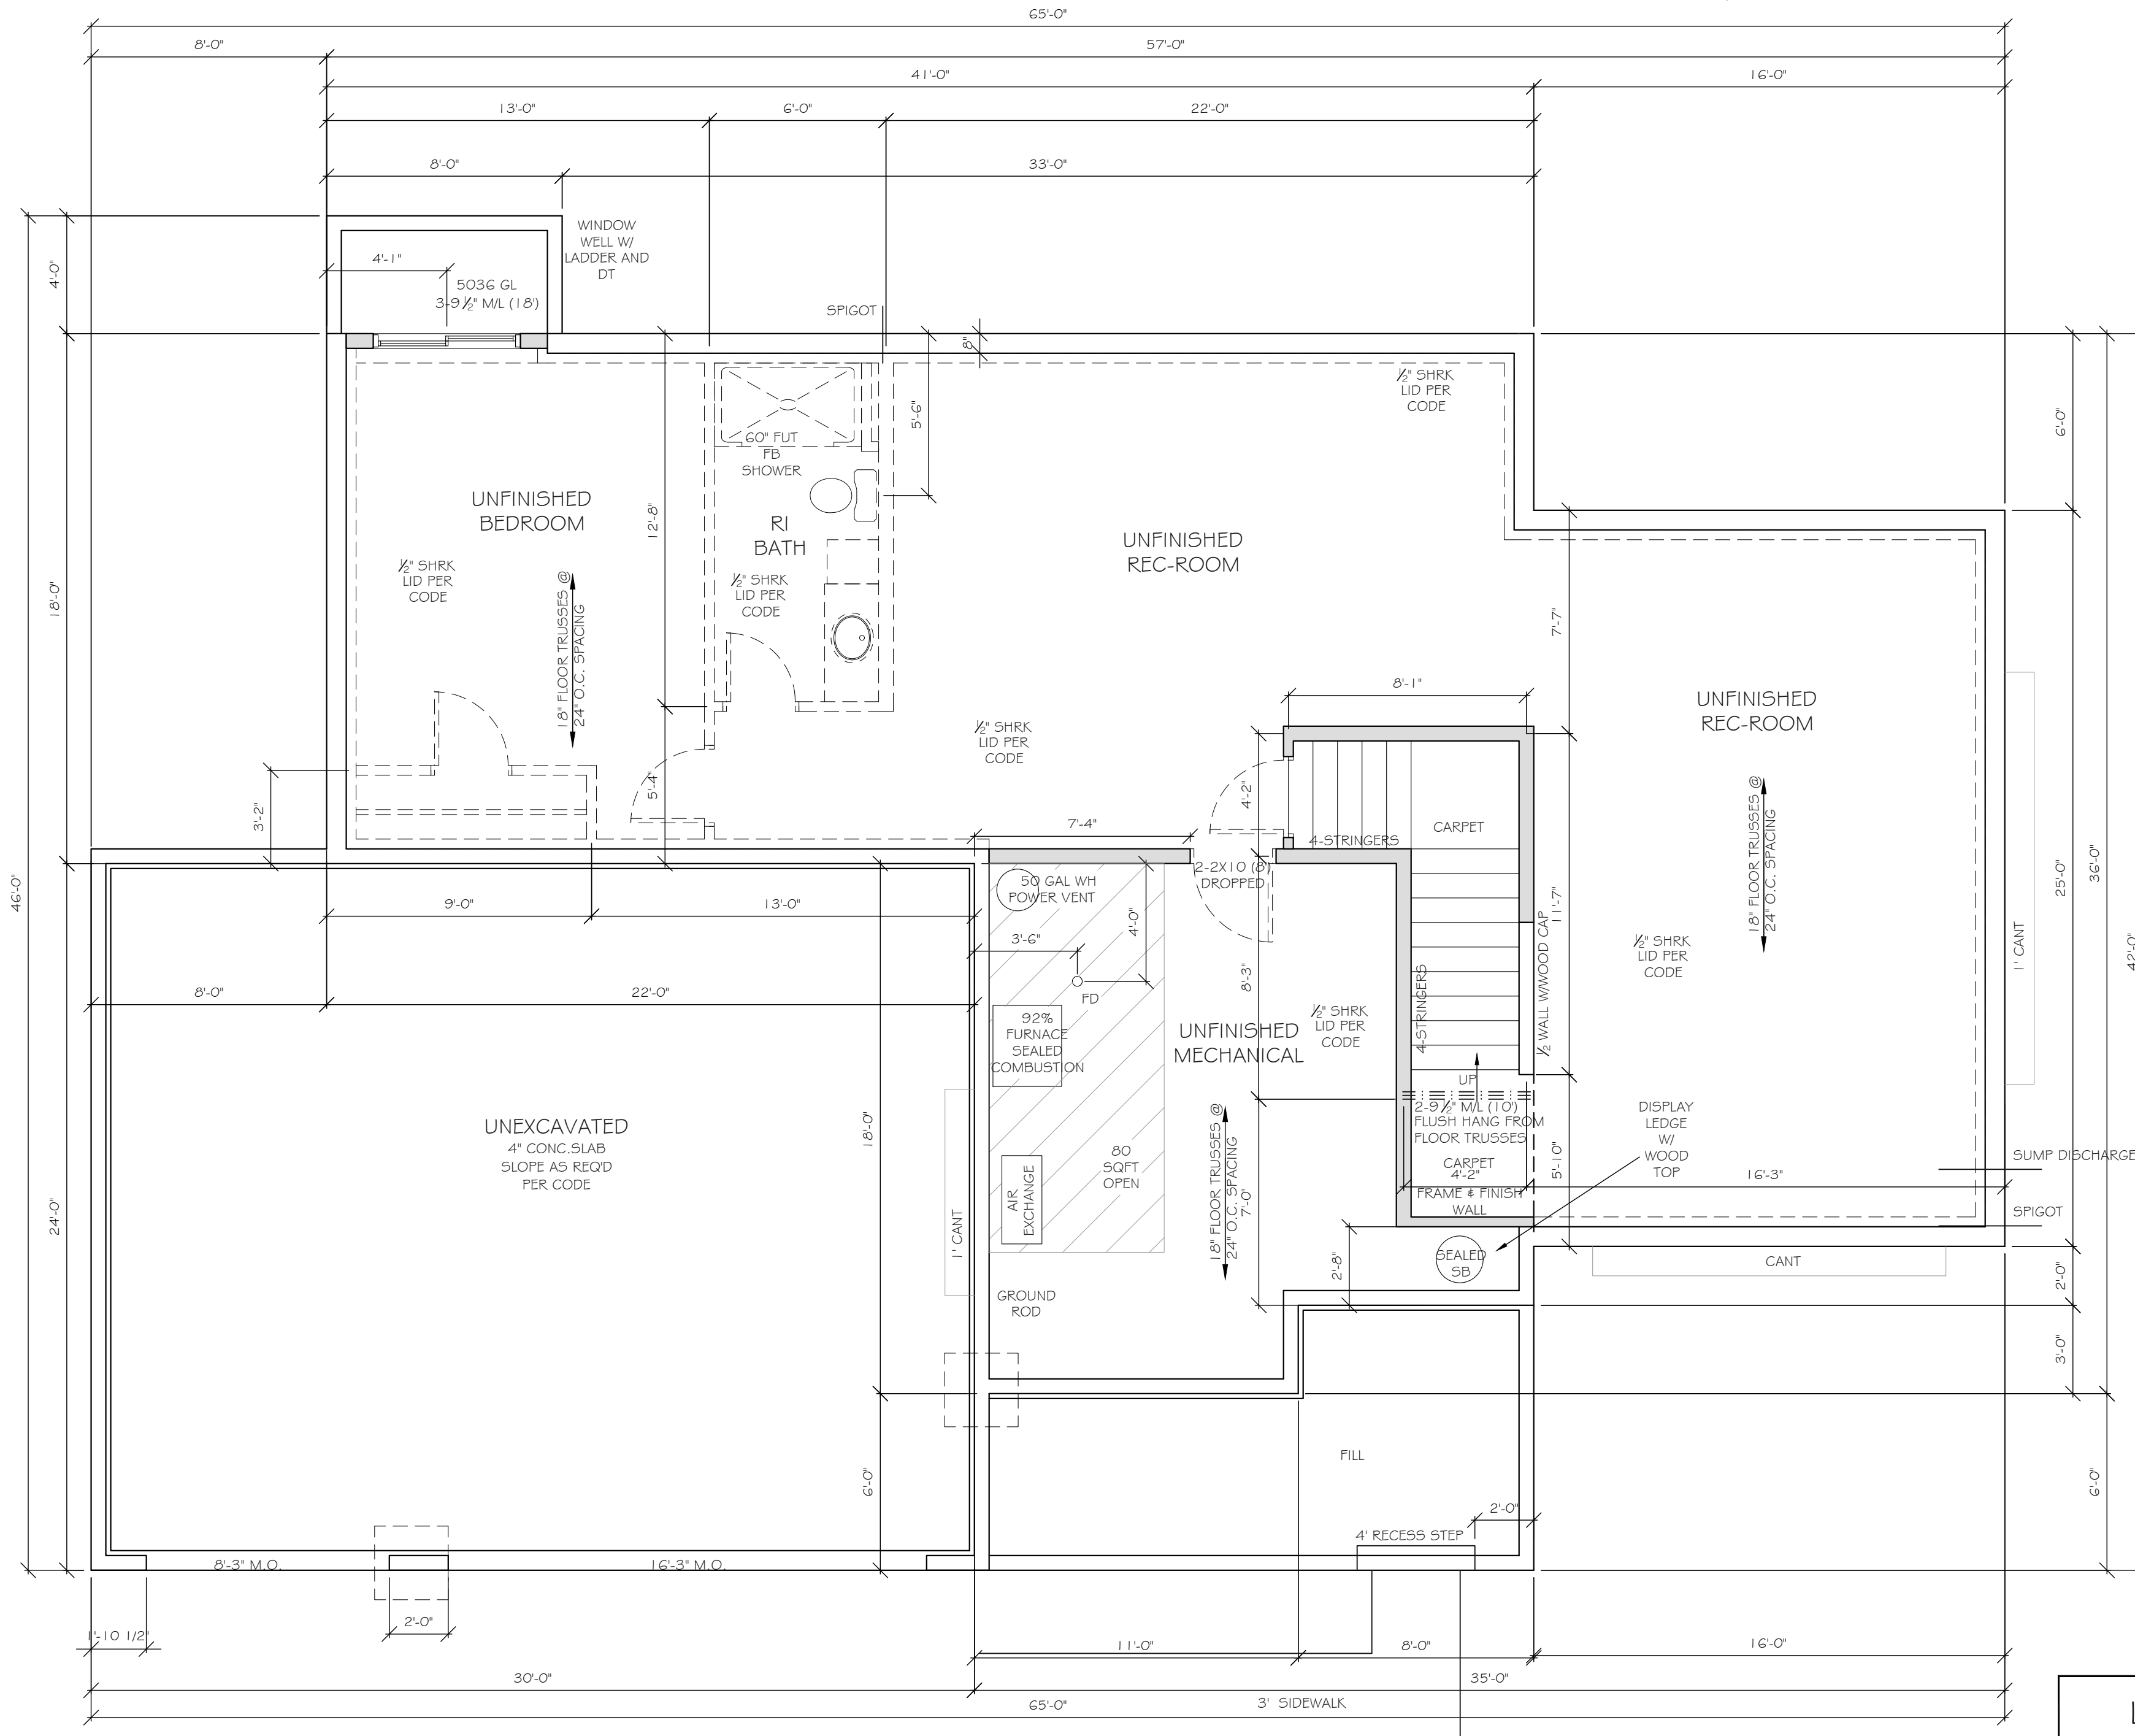 65'-0"
8'-0"
57'-0"
41'-0"
16'-0"
13'-0"
6'-0"
22'-0"
8'-0"
33'-0"
WINDOW
WELL W/
LADDER AND
DT
4'-1"
5036 GL
3-9 ½" M/L (18')
4'-0"
SPIGOT
8"
5'-6"
½" SHRK
LID PER
CODE
60" FUT
FB
SHOWER
6'-0"
UNFINISHED
BEDROOM
12'-8"
RI
BATH
UNFINISHED
REC-ROOM
½" SHRK
LID PER
CODE
½" SHRK
LID PER
CODE
18" FLOOR TRUSSES @
24" O.C. SPACING
18'-0"
7'-7"
8'-1"
UNFINISHED
REC-ROOM
½" SHRK
LID PER
CODE
3'-2"
5'-4"
4'-2"
7'-4"
4-STRINGERS
CARPET
18" FLOOR TRUSSES @
24" O.C. SPACING
25'-0"
36'-0"
42'-0"
46'-0"
2-2X10 (8')
DROPPED
50 GAL WH
POWER VENT
9'-0"
13'-0"
4'-0"
3'-6"
11'-7"
½ WALL W/WOOD CAP
½" SHRK
LID PER
CODE
1' CANT
8'-0"
22'-0"
FD
8'-3"
4-STRINGERS
92%
FURNACE
SEALED
COMBUSTION
UNFINISHED
MECHANICAL
½" SHRK
LID PER
CODE
UP
2-9 ½" M/L (10')
FLUSH HANG FROM
FLOOR TRUSSES
DISPLAY
LEDGE
W/
WOOD
TOP
UNEXCAVATED
4" CONC.SLAB
SLOPE AS REQ'D
PER CODE
18'-0"
80
SQFT
OPEN
18" FLOOR TRUSSES @
24" O.C. SPACING
7'-0"
CARPET
4'-2"
5'-10"
16'-3"
SUMP DISCHARGE
AIR
EXCHANGE
FRAME & FINISH
WALL
SPIGOT
24'-0"
1' CANT
2'-8"
SEALED
SB
CANT
2'-0"
GROUND
ROD
3'-0"
FILL
6'-0"
6'-0"
2'-0"
4' RECESS STEP
8'-3" M.O.
16'-3" M.O.
2'-0"
1'-10 1/2"
11'-0"
8'-0"
16'-0"
30'-0"
35'-0"
65'-0"
3' SIDEWALK